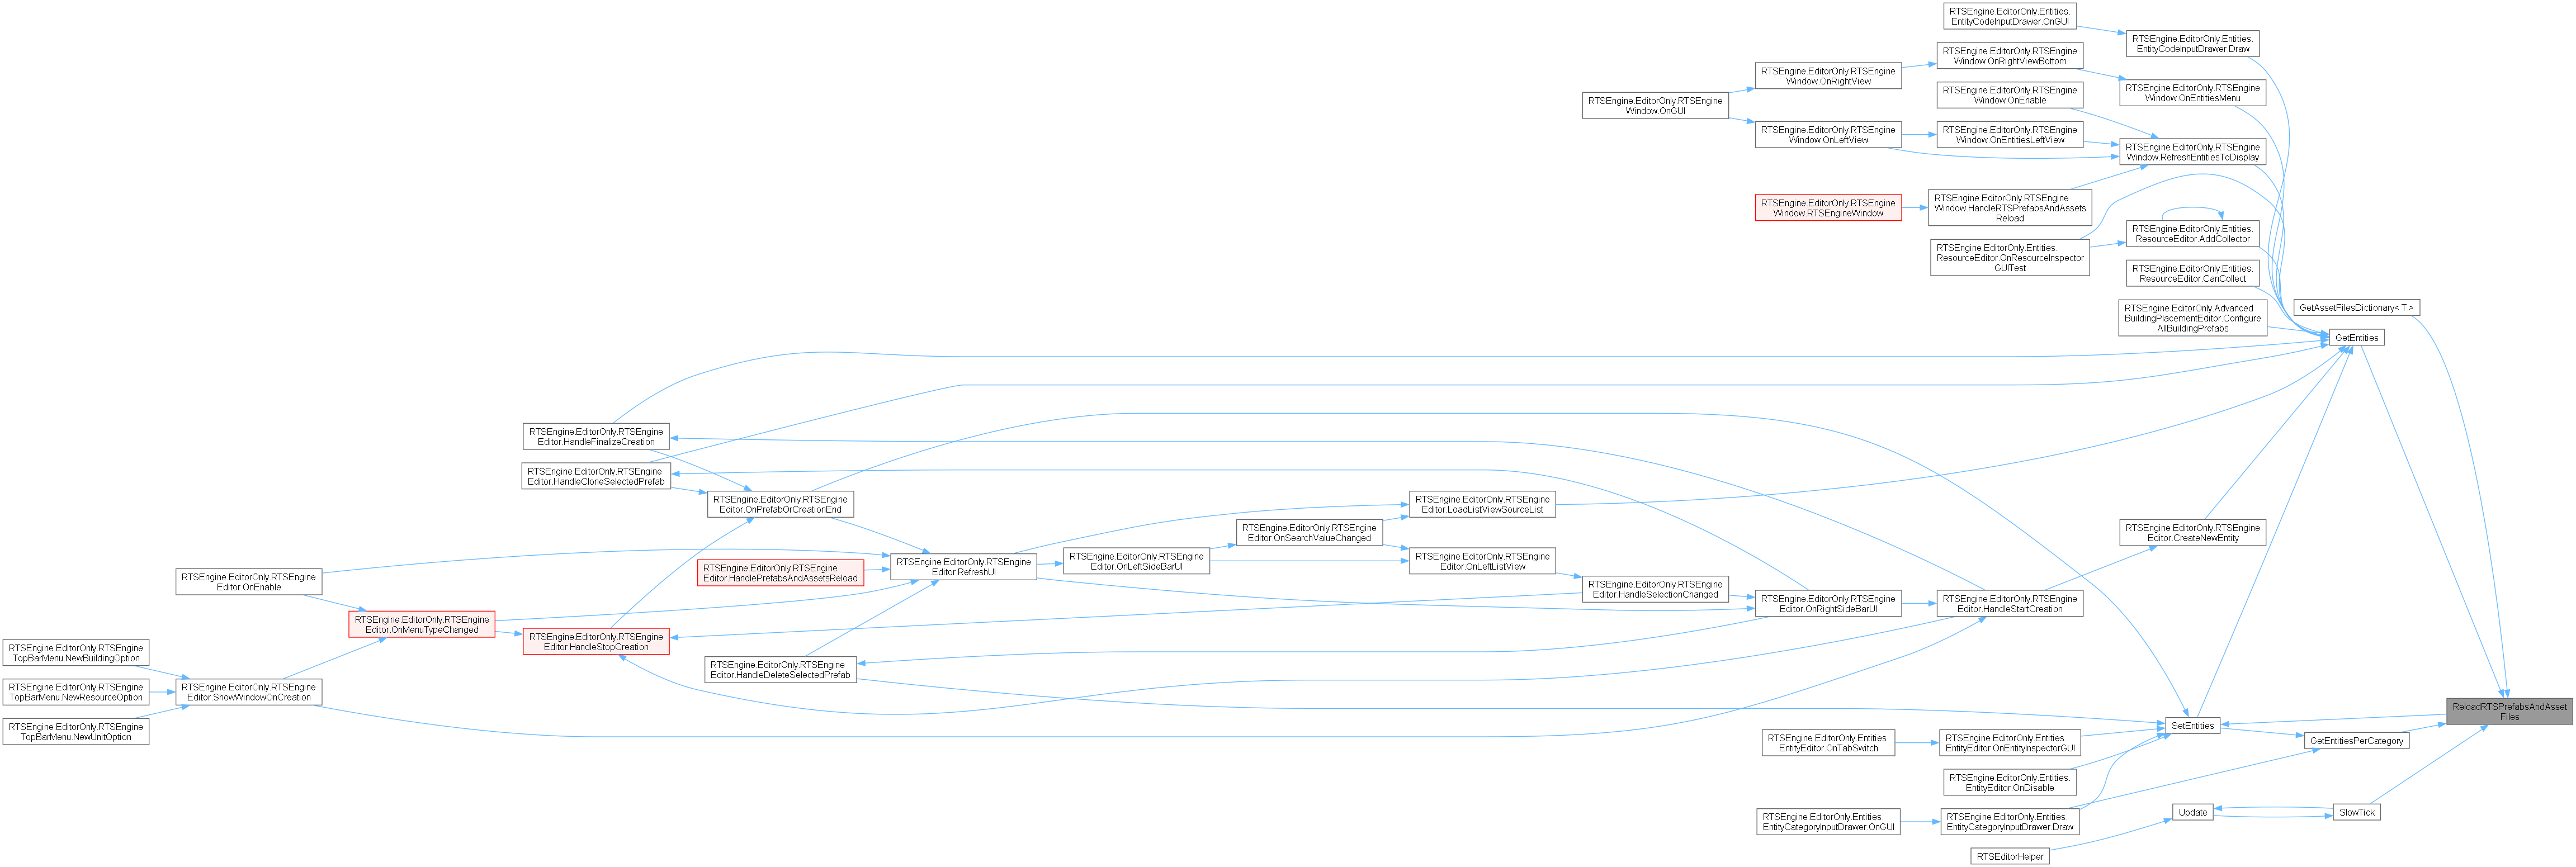 RTSEngine.EditorOnly.Entities.
EntityCodeInputDrawer.OnGUI
RTSEngine.EditorOnly.Entities.
EntityCodeInputDrawer.Draw
RTSEngine.EditorOnly.RTSEngine
Window.OnRightViewBottom
RTSEngine.EditorOnly.RTSEngine
Window.OnRightView
RTSEngine.EditorOnly.RTSEngine
Window.OnEntitiesMenu
RTSEngine.EditorOnly.RTSEngine
Window.OnEnable
RTSEngine.EditorOnly.RTSEngine
Window.OnGUI
RTSEngine.EditorOnly.RTSEngine
Window.OnLeftView
RTSEngine.EditorOnly.RTSEngine
Window.OnEntitiesLeftView
RTSEngine.EditorOnly.RTSEngine
Window.RefreshEntitiesToDisplay
RTSEngine.EditorOnly.RTSEngine
Window.RTSEngineWindow
RTSEngine.EditorOnly.RTSEngine
Window.HandleRTSPrefabsAndAssets
Reload
RTSEngine.EditorOnly.Entities.
ResourceEditor.AddCollector
RTSEngine.EditorOnly.Entities.
ResourceEditor.OnResourceInspector
GUITest
RTSEngine.EditorOnly.Entities.
ResourceEditor.CanCollect
GetAssetFilesDictionary< T >
RTSEngine.EditorOnly.Advanced
BuildingPlacementEditor.Configure
AllBuildingPrefabs
GetEntities
RTSEngine.EditorOnly.RTSEngine
Editor.HandleFinalizeCreation
RTSEngine.EditorOnly.RTSEngine
Editor.HandleCloneSelectedPrefab
RTSEngine.EditorOnly.RTSEngine
Editor.OnPrefabOrCreationEnd
RTSEngine.EditorOnly.RTSEngine
Editor.LoadListViewSourceList
RTSEngine.EditorOnly.RTSEngine
Editor.OnSearchValueChanged
RTSEngine.EditorOnly.RTSEngine
Editor.CreateNewEntity
RTSEngine.EditorOnly.RTSEngine
Editor.OnLeftSideBarUI
RTSEngine.EditorOnly.RTSEngine
Editor.OnLeftListView
RTSEngine.EditorOnly.RTSEngine
Editor.RefreshUI
RTSEngine.EditorOnly.RTSEngine
Editor.HandlePrefabsAndAssetsReload
RTSEngine.EditorOnly.RTSEngine
Editor.OnEnable
RTSEngine.EditorOnly.RTSEngine
Editor.HandleSelectionChanged
RTSEngine.EditorOnly.RTSEngine
Editor.OnRightSideBarUI
RTSEngine.EditorOnly.RTSEngine
Editor.HandleStartCreation
RTSEngine.EditorOnly.RTSEngine
Editor.OnMenuTypeChanged
RTSEngine.EditorOnly.RTSEngine
Editor.HandleStopCreation
RTSEngine.EditorOnly.RTSEngine
TopBarMenu.NewBuildingOption
RTSEngine.EditorOnly.RTSEngine
Editor.HandleDeleteSelectedPrefab
RTSEngine.EditorOnly.RTSEngine
TopBarMenu.NewResourceOption
RTSEngine.EditorOnly.RTSEngine
Editor.ShowWindowOnCreation
RTSEngine.EditorOnly.RTSEngine
TopBarMenu.NewUnitOption
ReloadRTSPrefabsAndAsset
Files
SetEntities
GetEntitiesPerCategory
RTSEngine.EditorOnly.Entities.
EntityEditor.OnTabSwitch
RTSEngine.EditorOnly.Entities.
EntityEditor.OnEntityInspectorGUI
RTSEngine.EditorOnly.Entities.
EntityEditor.OnDisable
RTSEngine.EditorOnly.Entities.
EntityCategoryInputDrawer.OnGUI
RTSEngine.EditorOnly.Entities.
EntityCategoryInputDrawer.Draw
Update
SlowTick
RTSEditorHelper